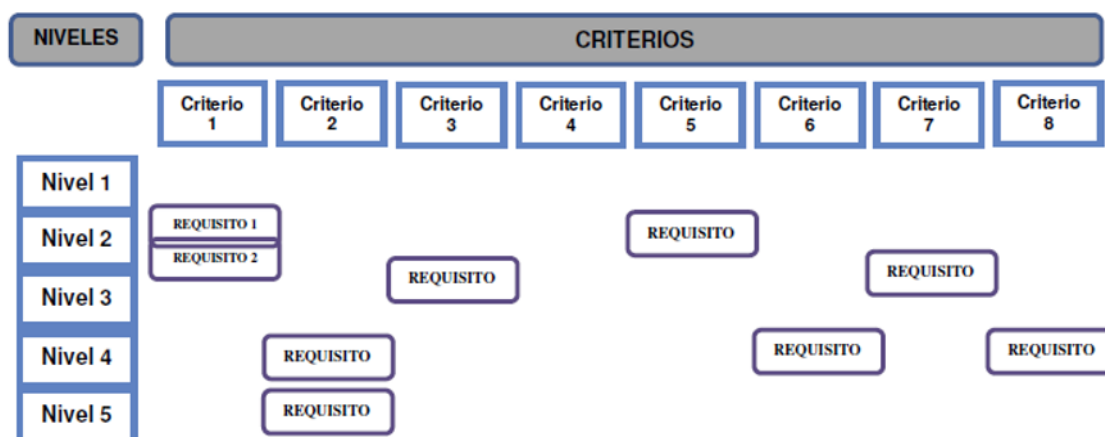 NIVELES
CRITERIOS
Criterio
1
Criterio
2
Criterio
3
Criterio
4
Criterio
5
Criterio
6
Criterio
7
Criterio
8
Nivel 1
REQUISITO 1
Nivel 2
REQUISITO
REQUISITO 2
REQUISITO
REQUISITO
Nivel 3
Nivel 4
REQUISITO
REQUISITO
REQUISITO
Nivel 5
REQUISITO